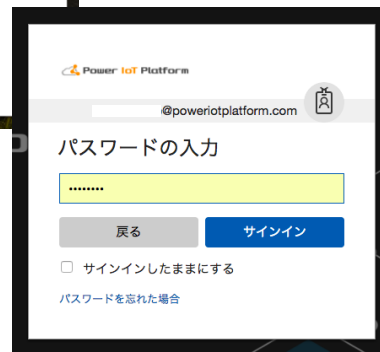 Power IoT Platform
@poweriotplatform.com
パスワードの入力
••••••••
戻る
サインイン
サインインしたままにする
パスワードを忘れた場合